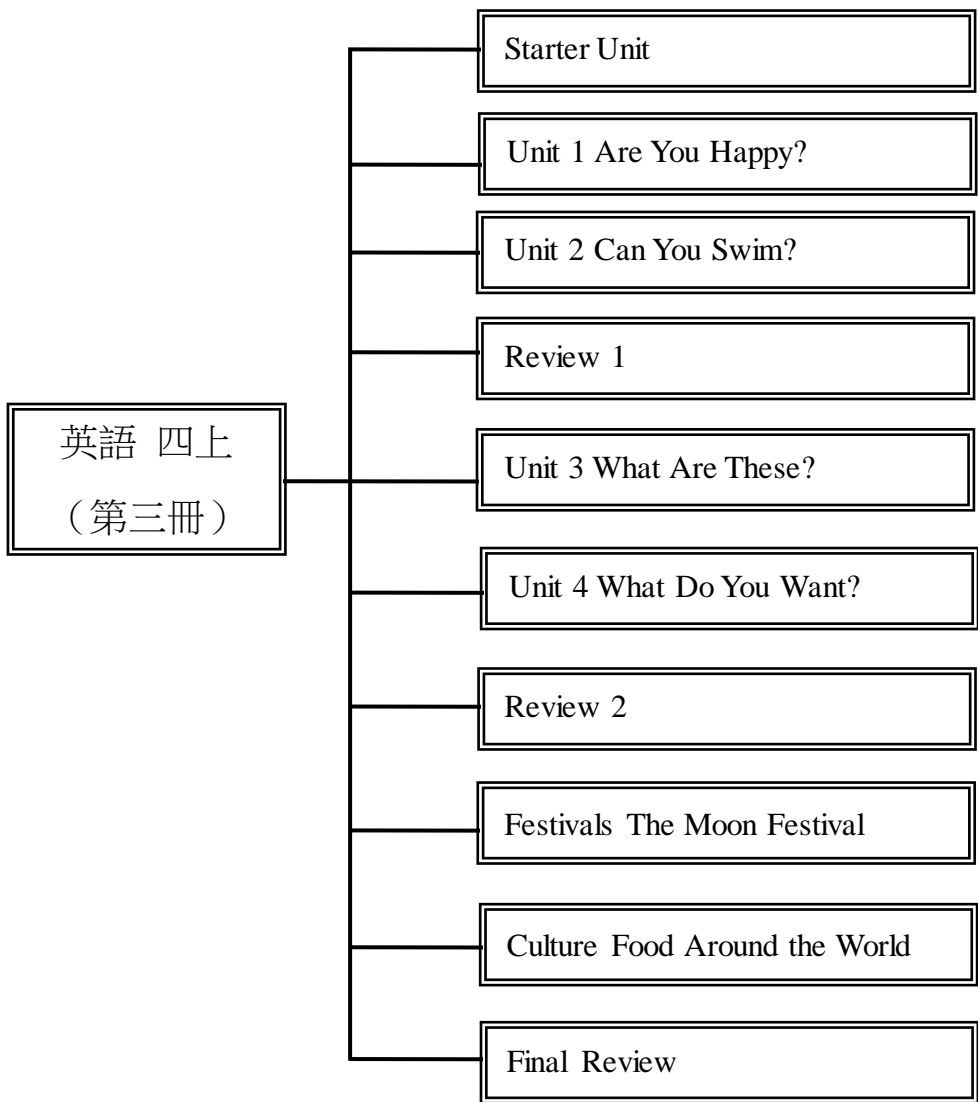 Starter Unit
Unit 1 Are You Happy?
Unit 2 Can You Swim?
Review 1
英語 四上
（第三冊）
Unit 3 What Are These?
Unit 4 What Do You Want?
Review 2
Festivals The Moon Festival
Culture Food Around the World
Final Review